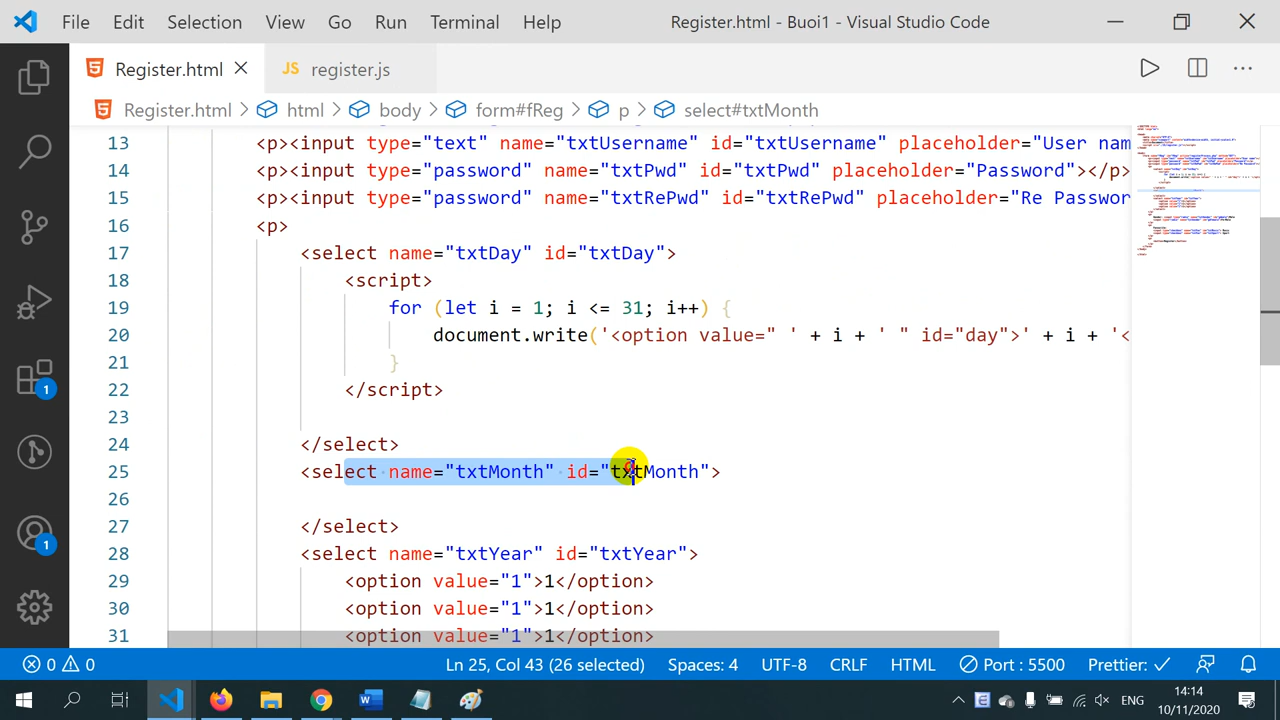 File Edit Selection View Go Run Terminal Help Register.html - Buoi1 - Visual Studio Code
Register.html JS register.js
Register.html > html > body > form#fReg > p > select#txtMonth
13 <p><input type="text" name="txtUsername" id="txtUsername" placeholder="User nam
14 <p><input type="password" name="txtPwd" id="txtPwd" placeholder="Password"></p>
15 <p><input type="password" name="txtRePwd" id="txtRePwd" placeholder="Re Passwor
16 <p>
17 <select name="txtDay" id="txtDay">
18 <script>
19 for (let i = 1; i <= 31; i++) {
20 document.write('<option value=" ' + i + ' " id="day">' + i + '<
21 }
22 </script>
23
24 </select>
25 <select name="txtMonth" id="txtMonth">
26
27 </select>
28 <select name="txtYear" id="txtYear">
29 <option value="1">1</option>
30 <option value="1">1</option>
31 <option value="1">1</option>
1
1
0 0 Ln 25, Col 43 (26 selected) Spaces: 4 UTF-8 CRLF HTML Port : 5500 Prettier: ✓
ENG 14:14
10/11/2020